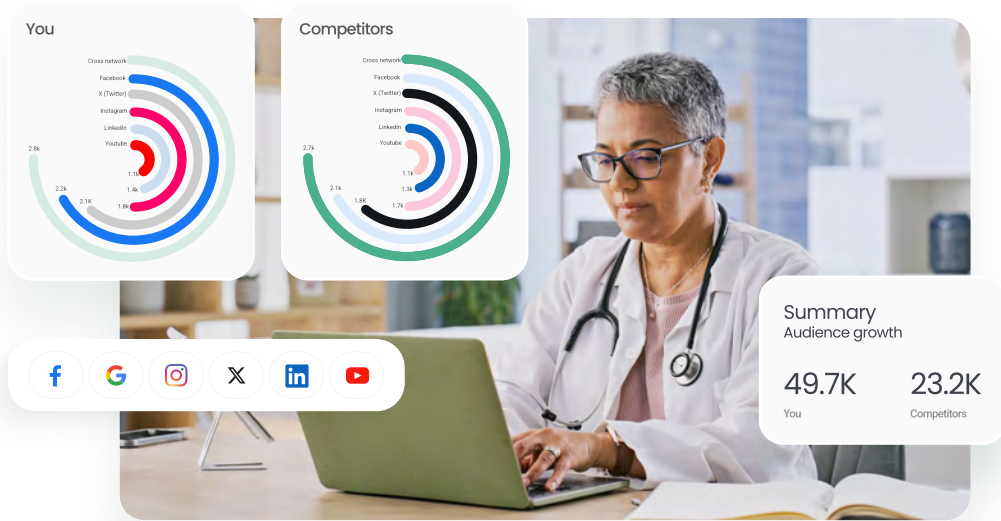 You
Cross network
Facebook
X (Twitter)
Instagram
LinkedIn
Youtube
2.8k
2.2k
2.1K
1.8k
1.4k
1.1k
Competitors
Cross network
Facebook
X (Twitter)
Instagram
LinkedIn
Youtube
2.7k
2.1k
1.8K
1.7k
1.3k
1.1k
Summary
Audience growth
49.7K 23.2K
You Competitors